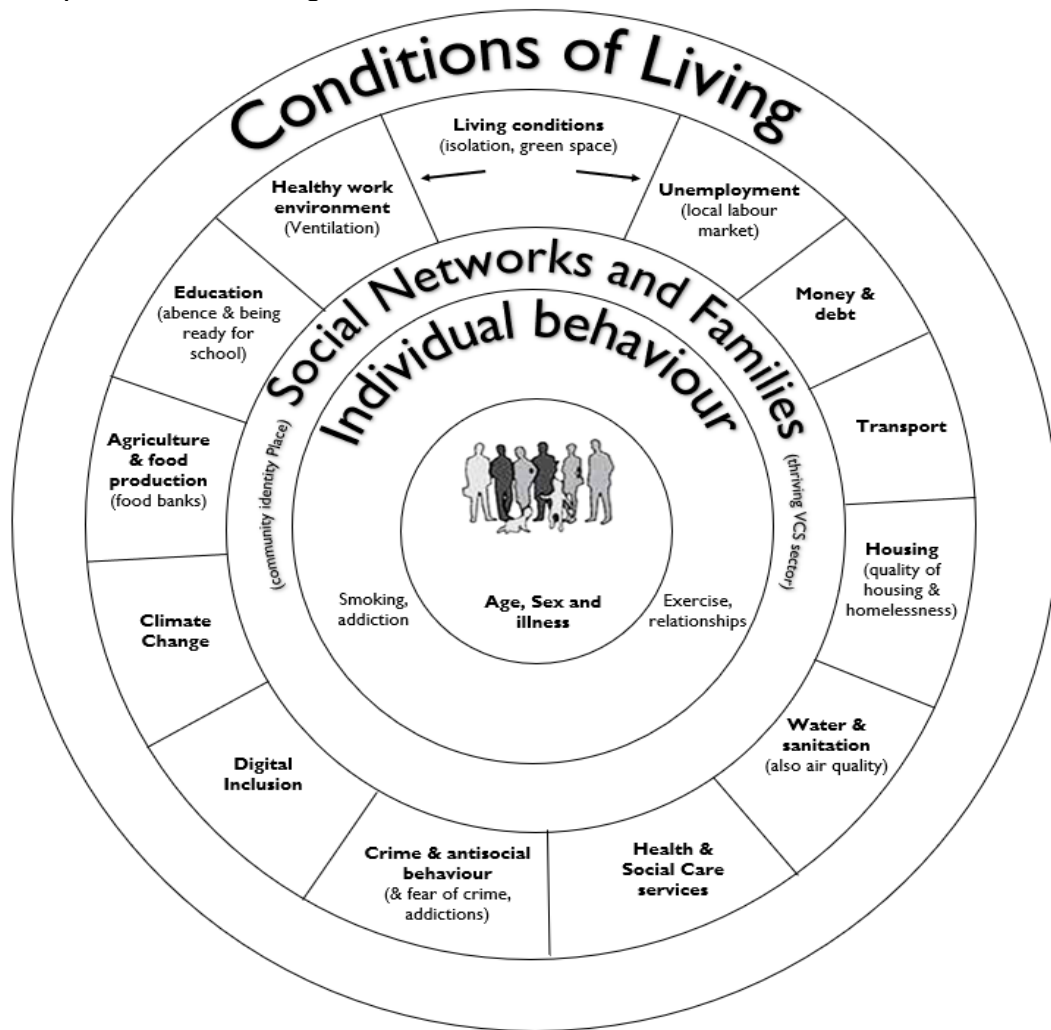 Conditions of Living
Living conditions
(isolation, green space)
Unemployment
(local labour
market)
Money &
debt
Transport
Housing
(quality of
housing &
homelessness)
Water &
sanitation
(also air quality)
Health &
Social Care
services
Crime & antisocial
behaviour
(& fear of crime,
addictions)
Digital
Inclusion
Climate
Change
Agriculture
& food
production
(food banks)
Education
(abence & being
ready for
school)
Healthy work
environment
(Ventilation)
Social Networks and Families
(community identity Place)
(thriving VCS sector)
Individual behaviour
Smoking,
addiction
Exercise,
relationships
Age, Sex and
illness